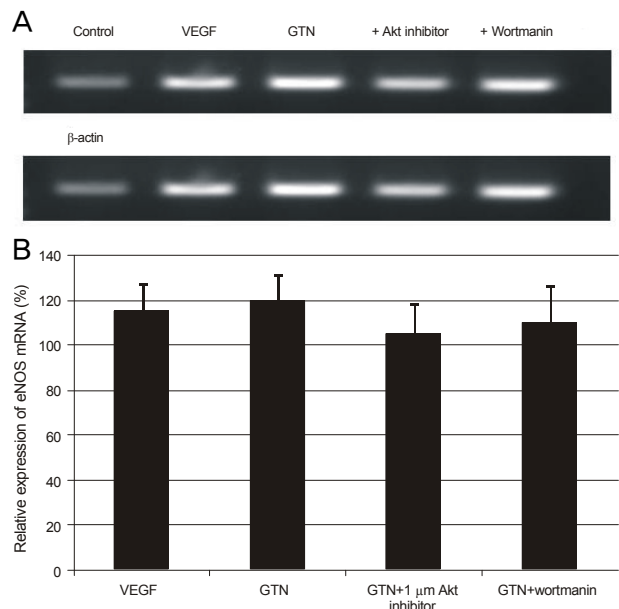 A
Control VEGF GTN + Akt inhibitor + Wortmanin
β-actin
B
Relative expression of eNOS mRNA (%)
140
120
100
80
60
40
20
0
VEGF GTN GTN+1 μm Akt inhibitor GTN+wortmanin